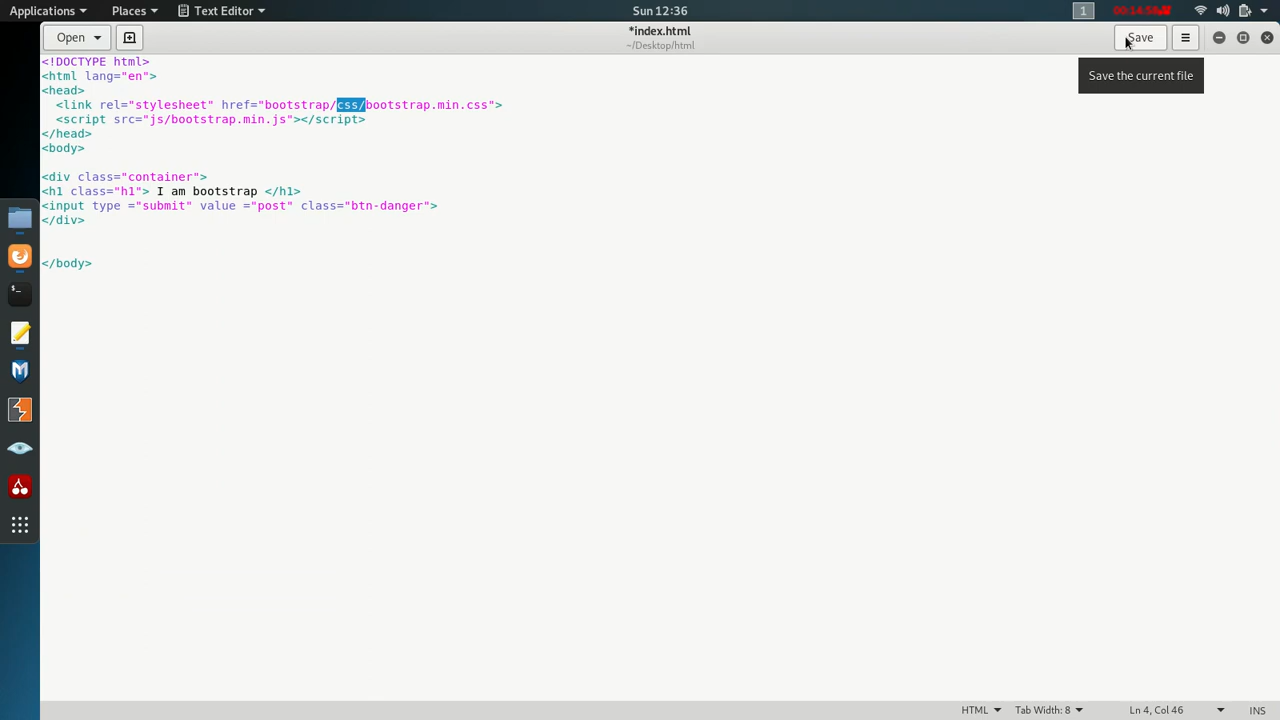 Applications
Places
Text Editor
Sun 12:36
1
Open
*index.html
~/Desktop/html
Save
Save the current file
<!DOCTYPE html>
<html lang="en">
<head>
<link rel="stylesheet" href="bootstrap/css/bootstrap.min.css">
<script src="js/bootstrap.min.js"></script>
</head>
<body>
<div class="container">
<h1 class="h1"> I am bootstrap </h1>
<input type ="submit" value ="post" class="btn-danger">
</div>
</body>
HTML
Tab Width: 8
Ln 4, Col 46
INS